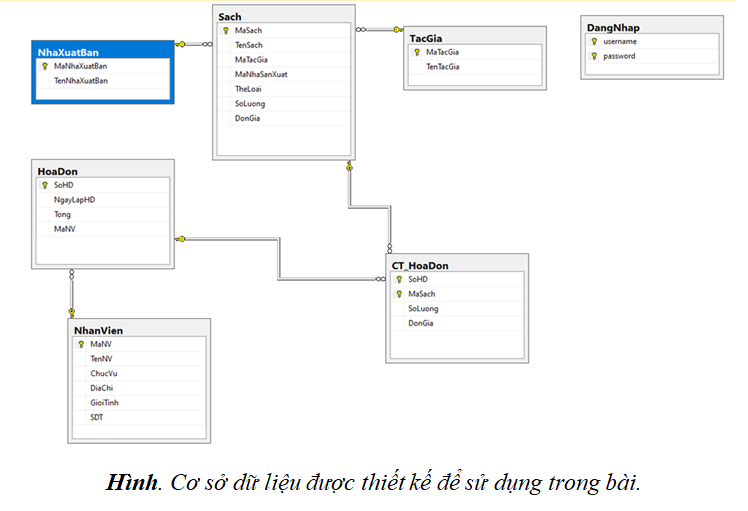 NhaXuatBan
MaNhaXuatBan
TenNhaXuatBan
Sach
MaSach
TenSach
MaTacGia
MaNhaSanXuat
TheLoai
SoLuong
DonGia
TacGia
MaTacGia
TenTacGia
DangNhap
username
password
HoaDon
SoHD
NgayLapHD
Tong
MaNV
CT_HoaDon
SoHD
MaSach
SoLuong
DonGia
NhanVien
MaNV
TenNV
ChucVu
DiaChi
GioiTinh
SDT
Hình. Cơ sở dữ liệu được thiết kế để sử dụng trong bài.